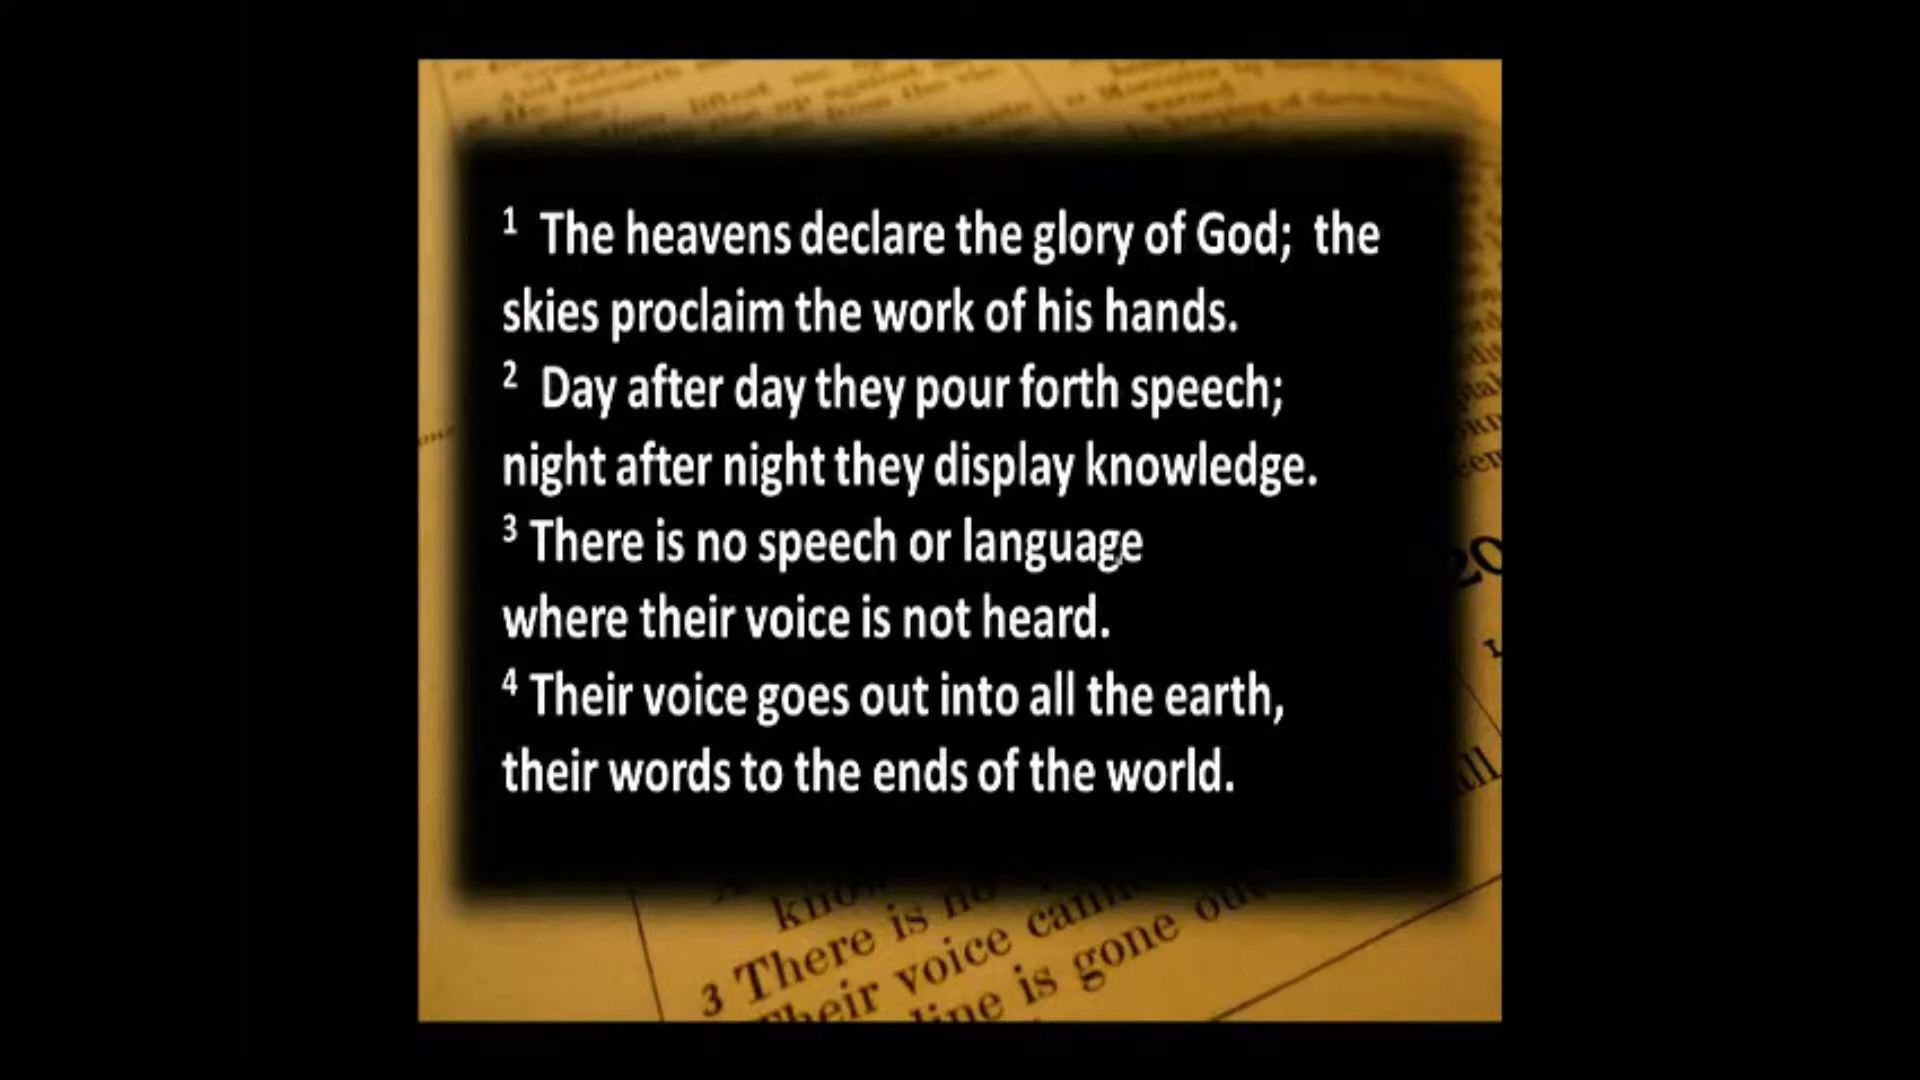 ¹ The heavens declare the glory of God; the
skies proclaim the work of his hands.
² Day after day they pour forth speech;
night after night they display knowledge.
³ There is no speech or language
where their voice is not heard.
⁴ Their voice goes out into all the earth,
their words to the ends of the world.
20
3 There is no
Their voice
line is gone